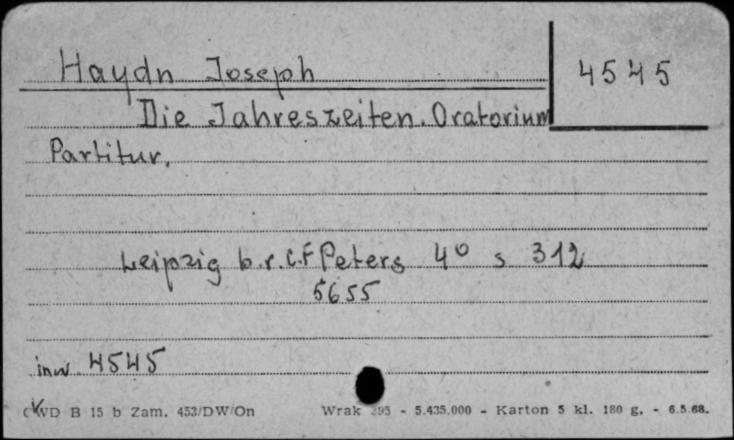 Haydn Joseph 4545
Die Jahreszeiten. Oratorium
Partitur.
Leipzig b.r. C.F Peters 4° s 312
5655
inw 4545
CWD B 15 b Zam. 453/DW/On Wrak 295 - 5.435.000 - Karton 5 kl. 180 g. - 6.5.68.